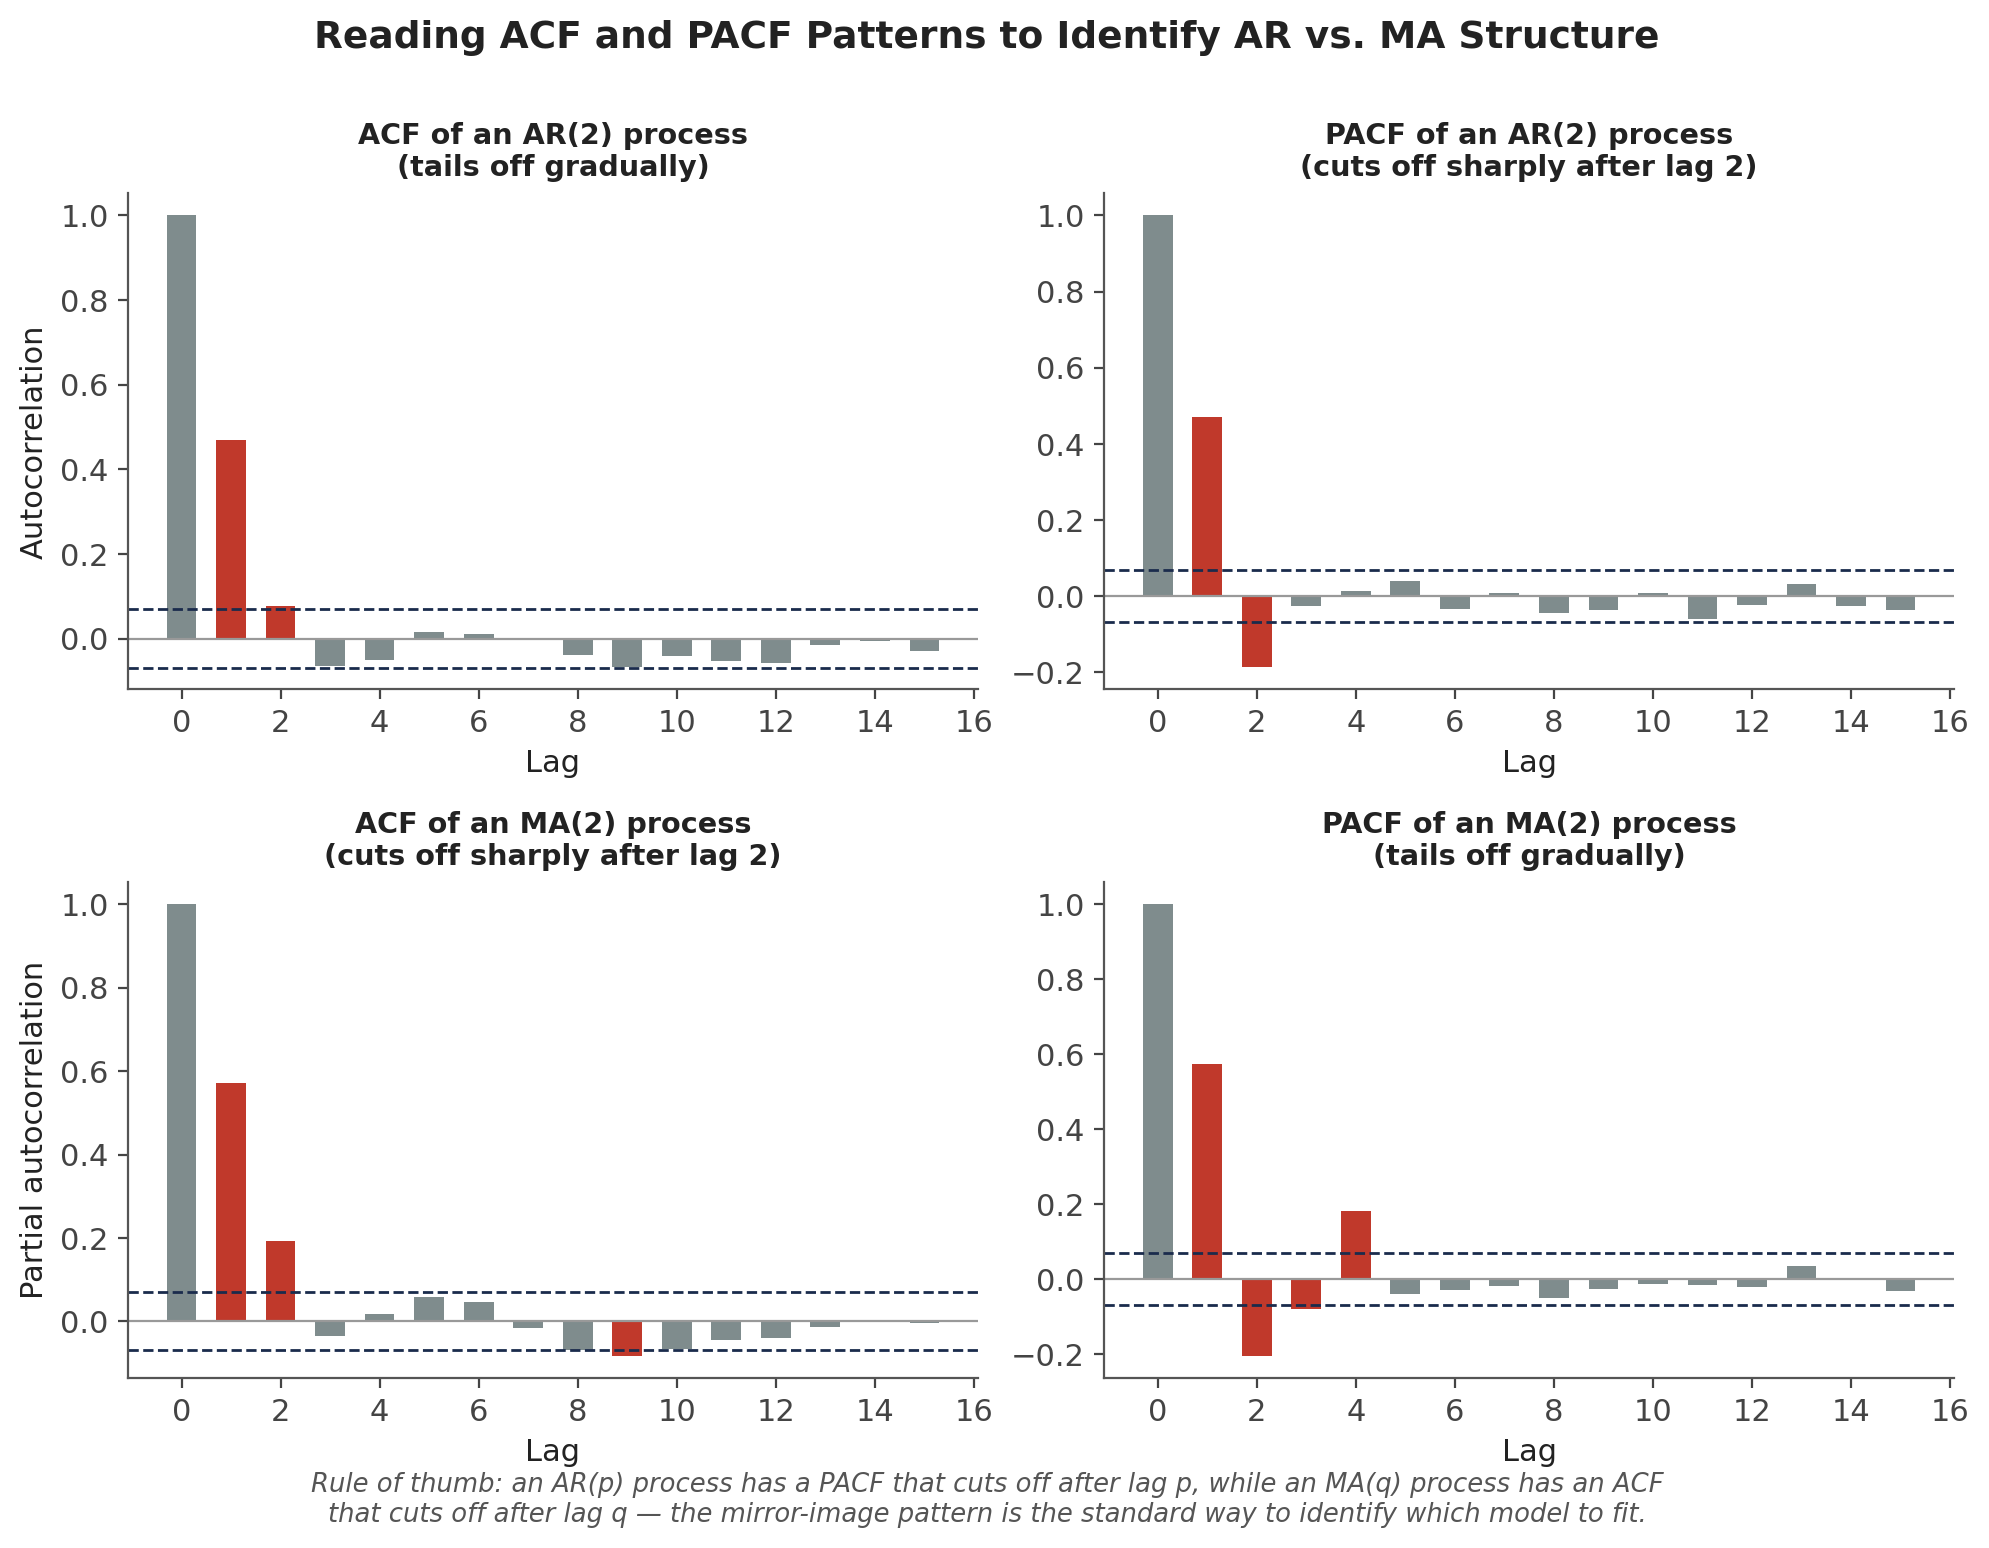 Reading ACF and PACF Patterns to Identify AR vs. MA Structure
ACF of an AR(2) process
(tails off gradually)
1.0
0.8
0.6
0.4
0.2
0.0
Autocorrelation
0 2 4 6 8 10 12 14 16
Lag
PACF of an AR(2) process
(cuts off sharply after lag 2)
1.0
0.8
0.6
0.4
0.2
0.0
−0.2
0 2 4 6 8 10 12 14 16
Lag
ACF of an MA(2) process
(cuts off sharply after lag 2)
1.0
0.8
0.6
0.4
0.2
0.0
Partial autocorrelation
0 2 4 6 8 10 12 14 16
Lag
PACF of an MA(2) process
(tails off gradually)
1.0
0.8
0.6
0.4
0.2
0.0
−0.2
0 2 4 6 8 10 12 14 16
Lag
Rule of thumb: an AR(p) process has a PACF that cuts off after lag p, while an MA(q) process has an ACF
that cuts off after lag q — the mirror-image pattern is the standard way to identify which model to fit.